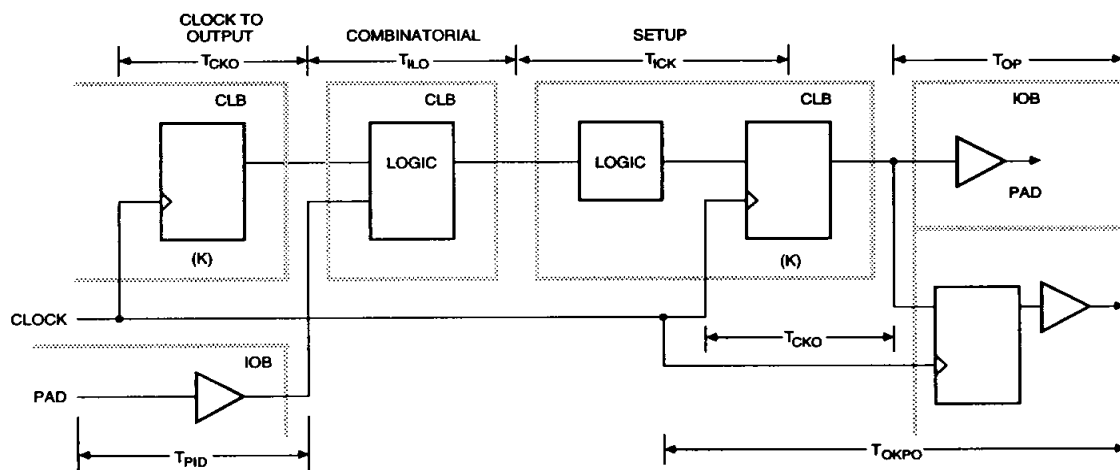 CLOCK TO
OUTPUT
COMBINATORIAL
SETUP
TCKO
TILO
TICK
TOP
CLB
CLB
CLB
IOB
LOGIC
LOGIC
PAD
(K)
(K)
CLOCK
TCKO
IOB
PAD
TPID
TOKPO